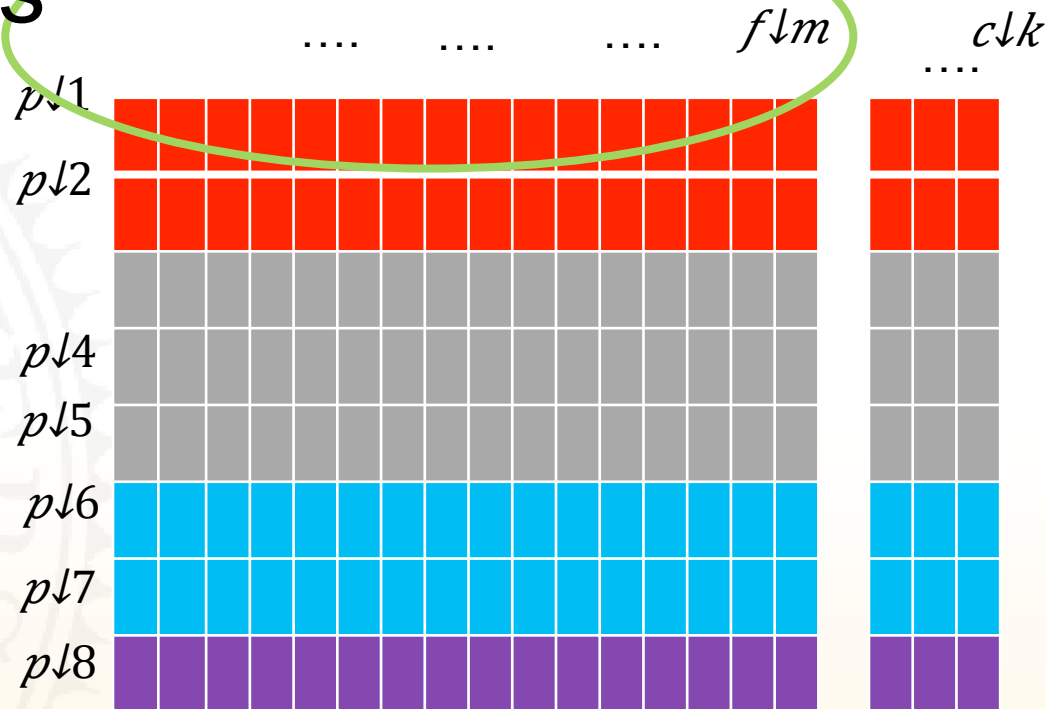 s
.... .... .... f↓m c↓k
....
p↓1
p↓2
p↓4
p↓5
p↓6
p↓7
p↓8